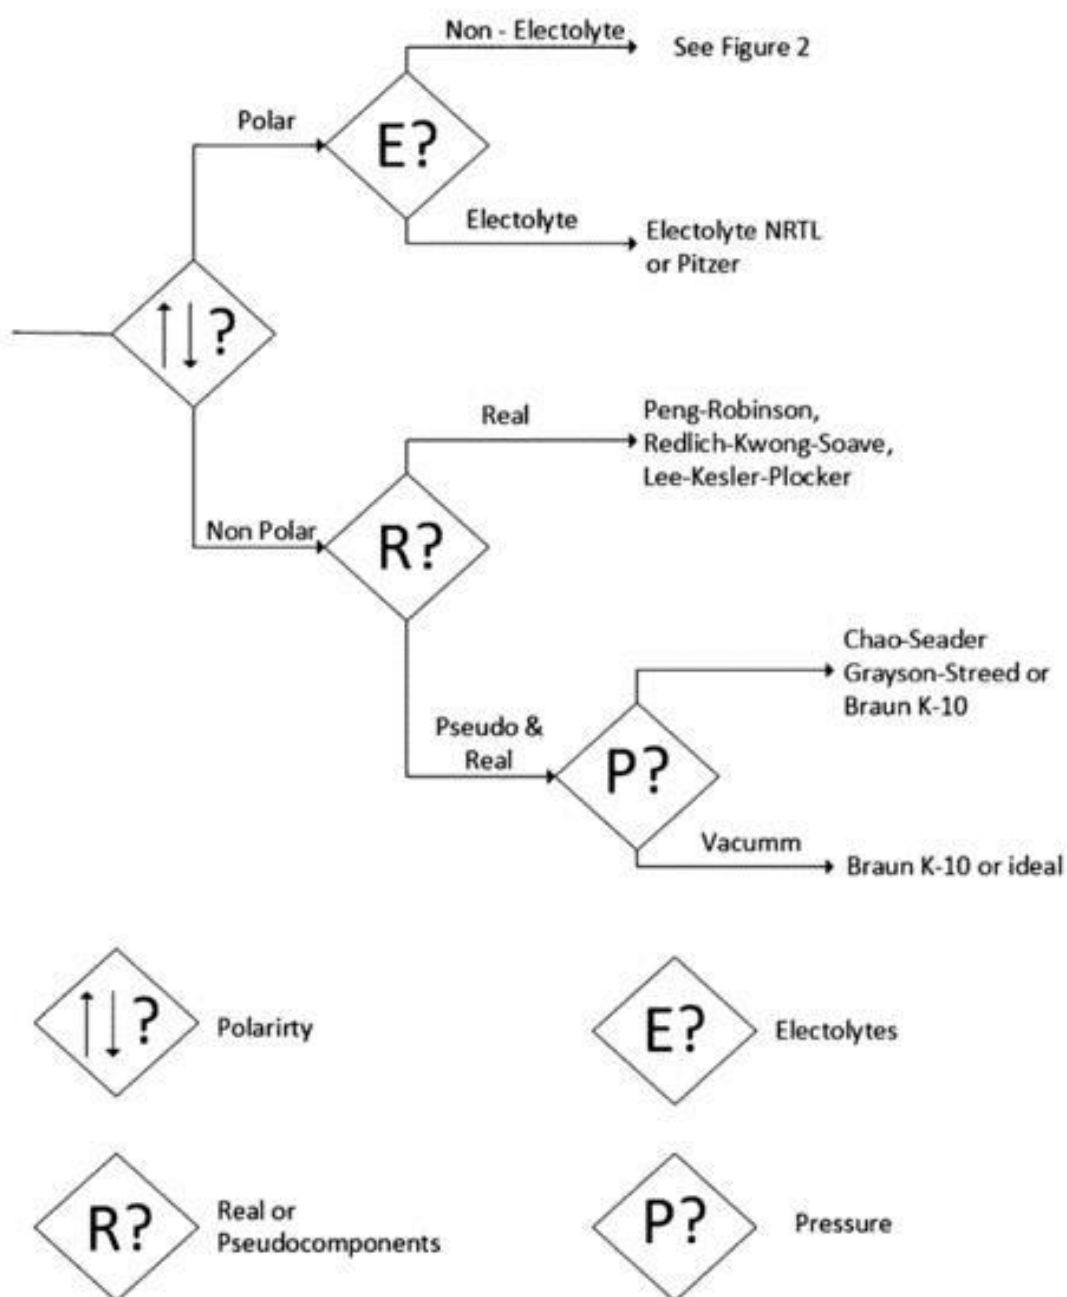 Non - Electolyte
See Figure 2
Polar
E?
Electolyte
Electolyte NRTL
or Pitzer
↑↓?
Real
Peng-Robinson,
Redlich-Kwong-Soave,
Lee-Kesler-Plocker
Non Polar
R?
Chao-Seader
Grayson-Streed or
Braun K-10
Pseudo &
Real
P?
Vacumm
Braun K-10 or ideal
↑↓?
Polarirty
E?
Electolytes
R?
Real or
Pseudocomponents
P?
Pressure